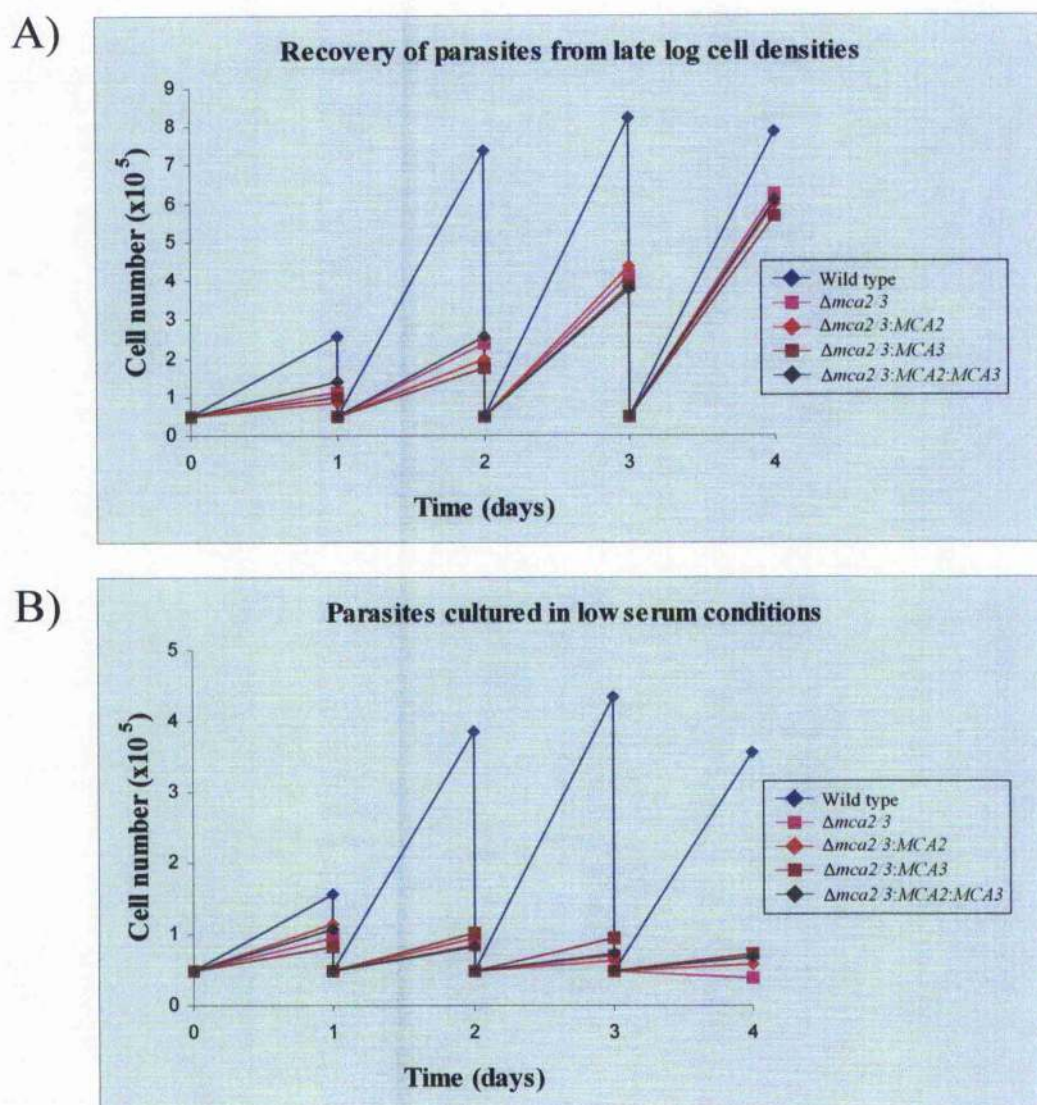 A)
Recovery of parasites from late log cell densities
Cell number (x10⁵)
9
8
7
6
5
4
3
2
1
0
0 1 2 3 4
Time (days)
Wild type
Δmca2 3
Δmca2 3:MCA2
Δmca2 3:MCA3
Δmca2 3:MCA2:MCA3
B)
Parasites cultured in low serum conditions
Cell number (x10⁵)
5
4
3
2
1
0
0 1 2 3 4
Time (days)
Wild type
Δmca2 3
Δmca2 3:MCA2
Δmca2 3:MCA3
Δmca2 3:MCA2:MCA3